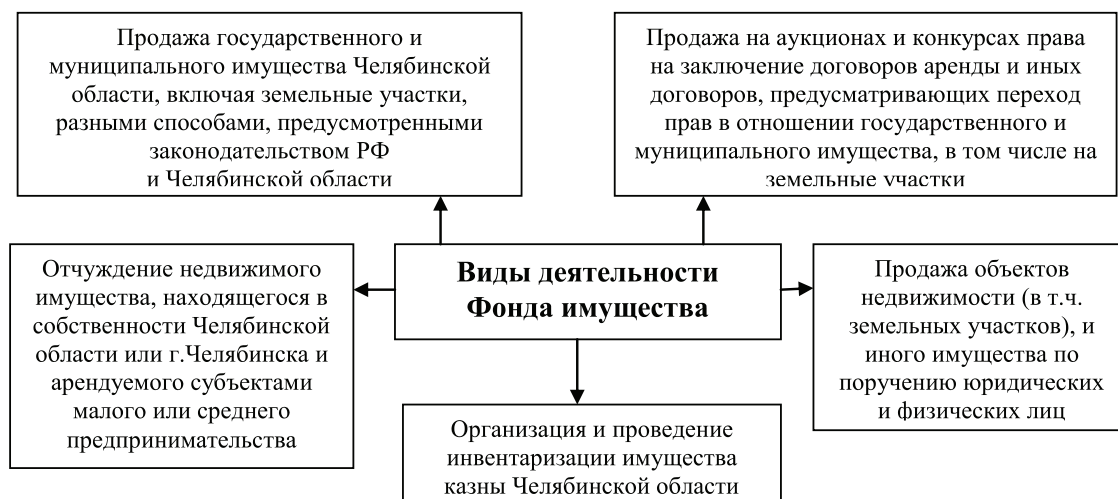 Продажа государственного и
муниципального имущества Челябинской
области, включая земельные участки,
разными способами, предусмотренными
законодательством РФ
и Челябинской области
Продажа на аукционах и конкурсах права
на заключение договоров аренды и иных
договоров, предусматривающих переход
прав в отношении государственного и
муниципального имущества, в том числе на
земельные участки
Отчуждение недвижимого
имущества, находящегося в
собственности Челябинской
области или г.Челябинска и
арендуемого субъектами
малого или среднего
предпринимательства
Виды деятельности
Фонда имущества
Продажа объектов
недвижимости (в т.ч.
земельных участков), и
иного имущества по
поручению юридических
и физических лиц
Организация и проведение
инвентаризации имущества
казны Челябинской области